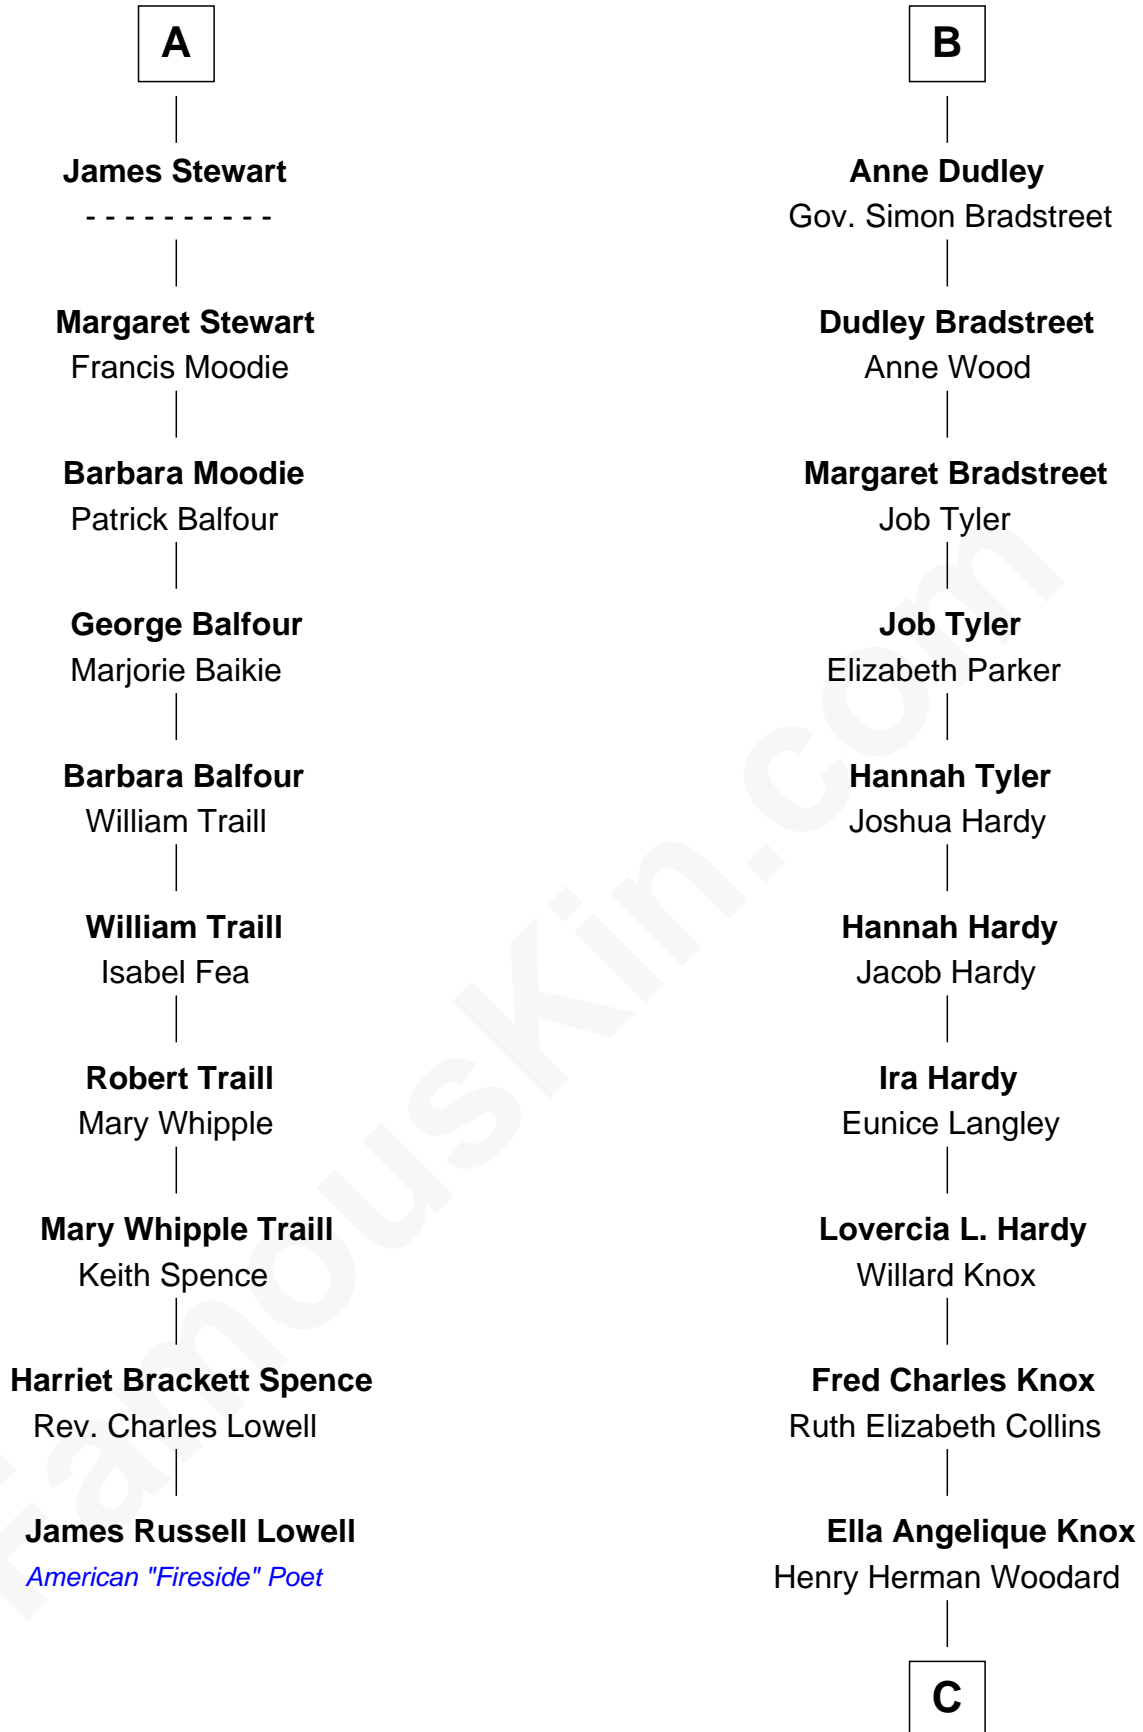 A
James Stewart
- - - - - - - - - -
Margaret Stewart
Francis Moodie
Barbara Moodie
Patrick Balfour
George Balfour
Marjorie Baikie
Barbara Balfour
William Traill
William Traill
Isabel Fea
Robert Traill
Mary Whipple
Mary Whipple Traill
Keith Spence
Harriet Brackett Spence
Rev. Charles Lowell
James Russell Lowell
American "Fireside" Poet
B
Anne Dudley
Gov. Simon Bradstreet
Dudley Bradstreet
Anne Wood
Margaret Bradstreet
Job Tyler
Job Tyler
Elizabeth Parker
Hannah Tyler
Joshua Hardy
Hannah Hardy
Jacob Hardy
Ira Hardy
Eunice Langley
Lovercia L. Hardy
Willard Knox
Fred Charles Knox
Ruth Elizabeth Collins
Ella Angelique Knox
Henry Herman Woodard
C
FamousKin.com